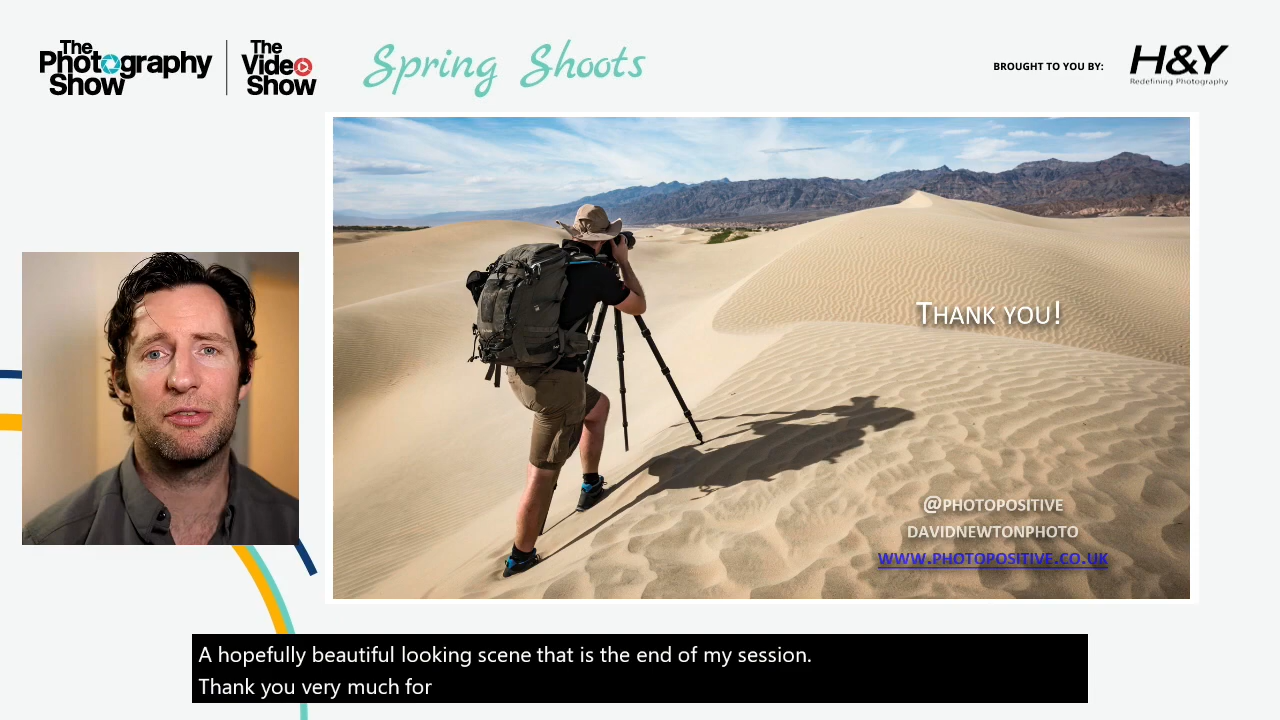 The
Photography
Show
The
Video
Show
Spring Shoots
BROUGHT TO YOU BY:
H&Y
Redefining Photography
THANK YOU!
@PHOTOPOSITIVE
DAVIDNEWTONPHOTO
WWW.PHOTOPOSITIVE.CO.UK
A hopefully beautiful looking scene that is the end of my session.
Thank you very much for